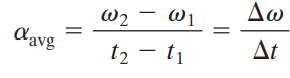 α_avg = (ω₂ − ω₁)/(t₂ − t₁) = Δω/Δt